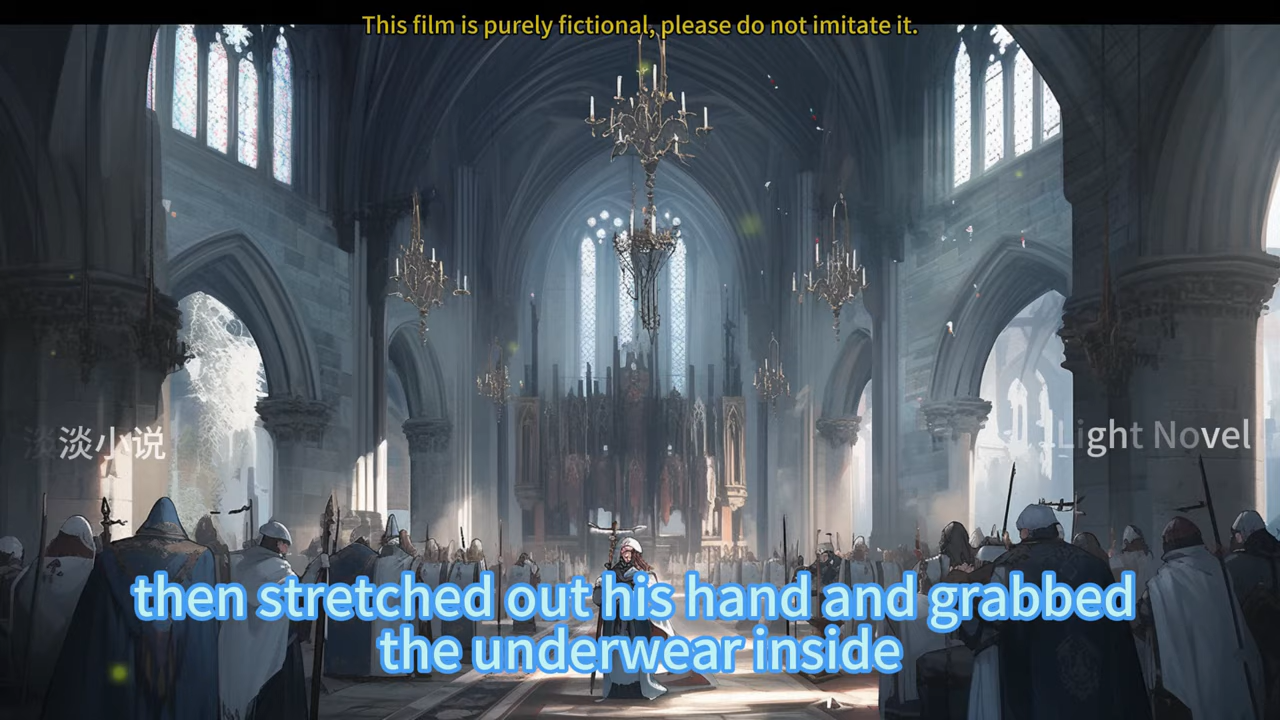 This film is purely fictional, please do not imitate it.
淡淡小说
Light Novel
then stretched out his hand and grabbed
the underwear inside